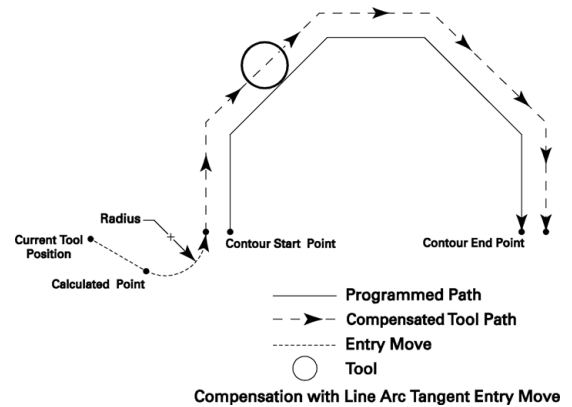 Radius
Current Tool
Position
Calculated Point
Contour Start Point
Contour End Point
Programmed Path
Compensated Tool Path
Entry Move
Tool
Compensation with Line Arc Tangent Entry Move